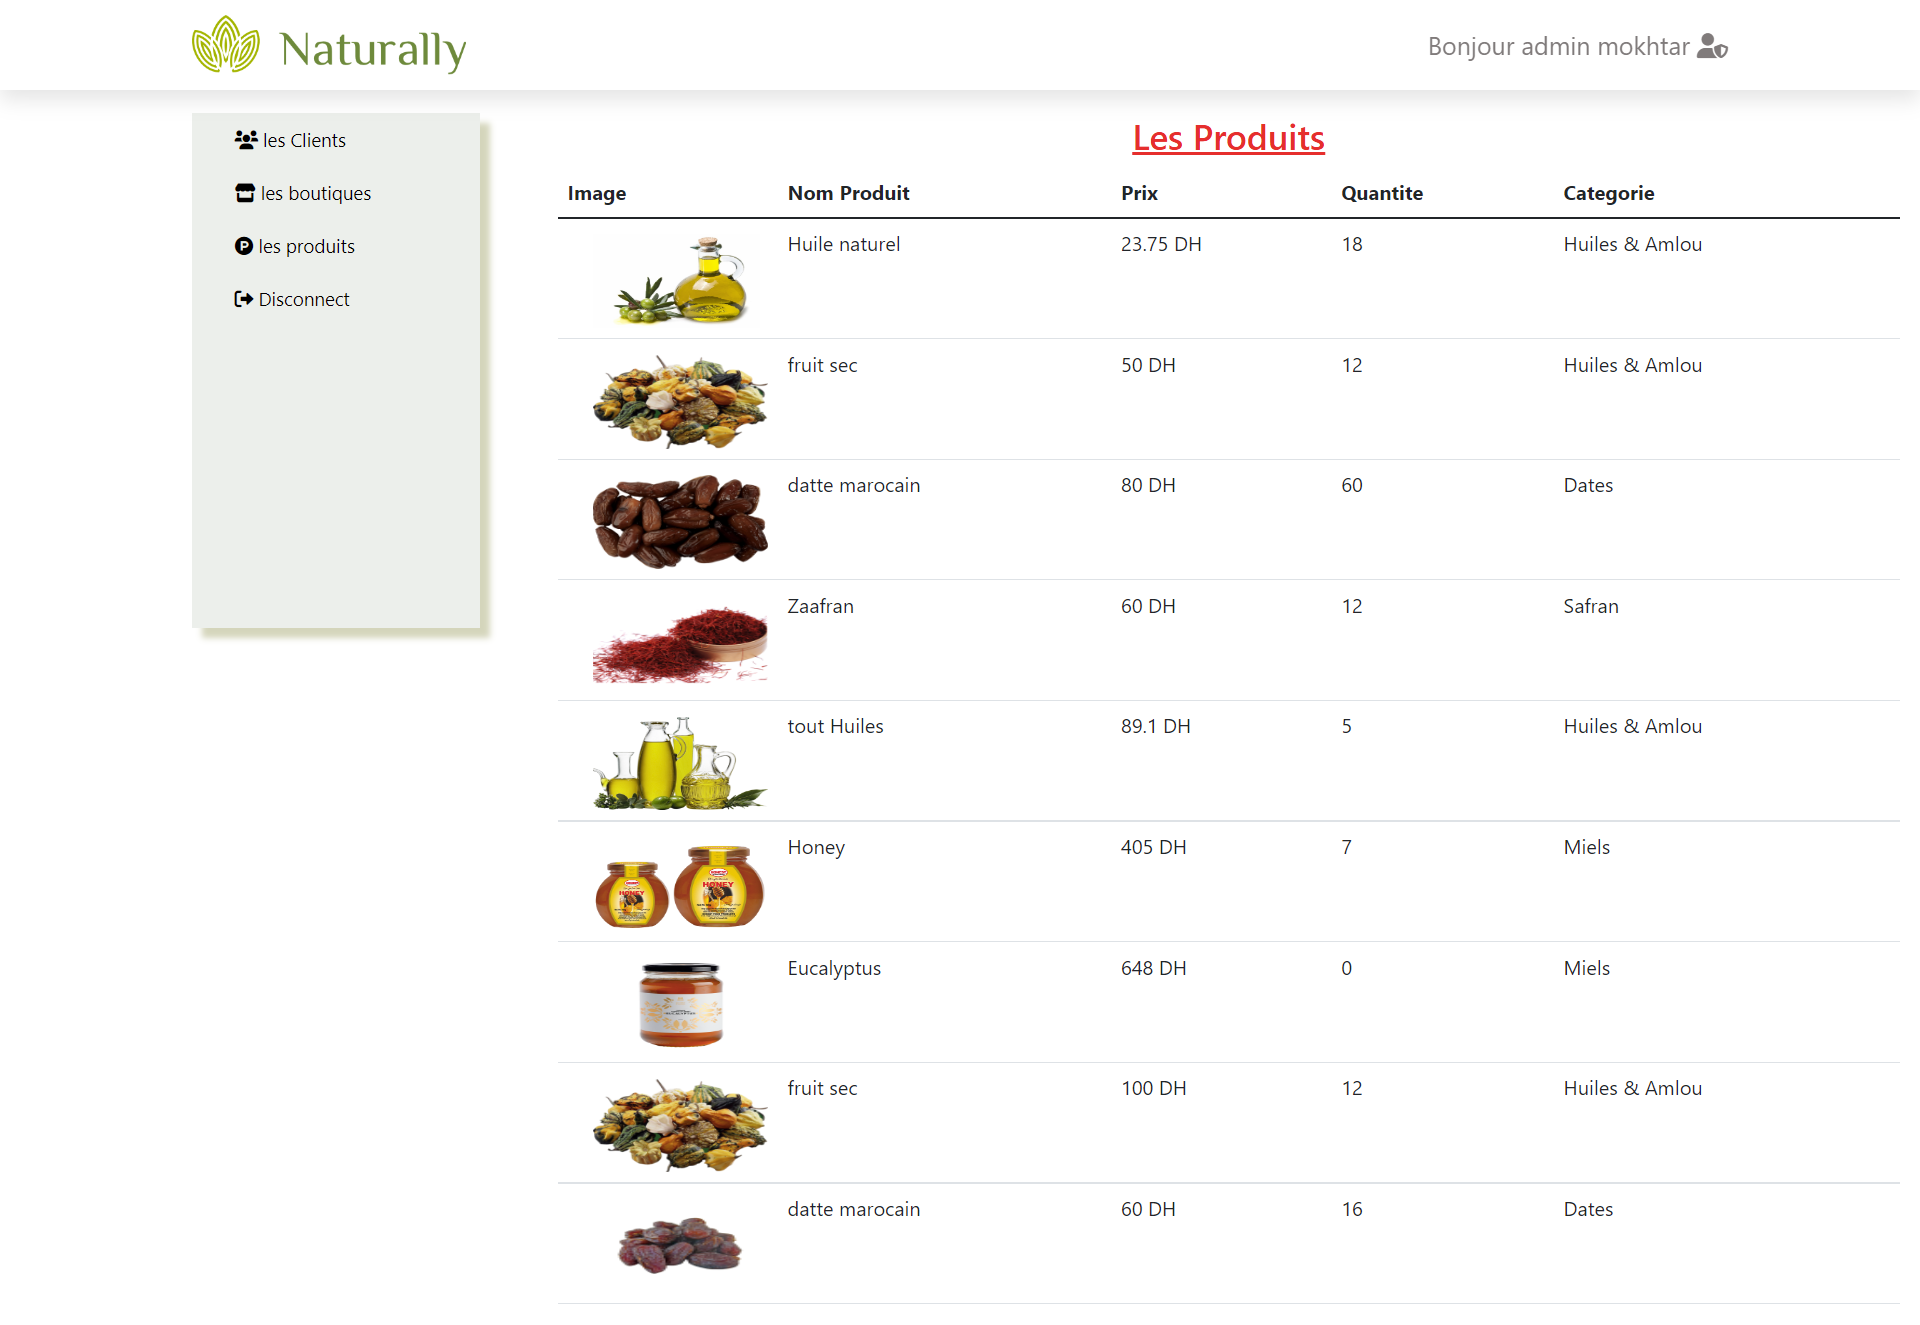 Naturally
Bonjour admin mokhtar
les Clients
les boutiques
les produits
Disconnect
Les Produits
Image Nom Produit Prix Quantite Categorie
Huile naturel 23.75 DH 18 Huiles & Amlou
fruit sec 50 DH 12 Huiles & Amlou
datte marocain 80 DH 60 Dates
Zaafran 60 DH 12 Safran
tout Huiles 89.1 DH 5 Huiles & Amlou
Honey 405 DH 7 Miels
HONEY
HONEY
Eucalyptus 648 DH 0 Miels
fruit sec 100 DH 12 Huiles & Amlou
datte marocain 60 DH 16 Dates